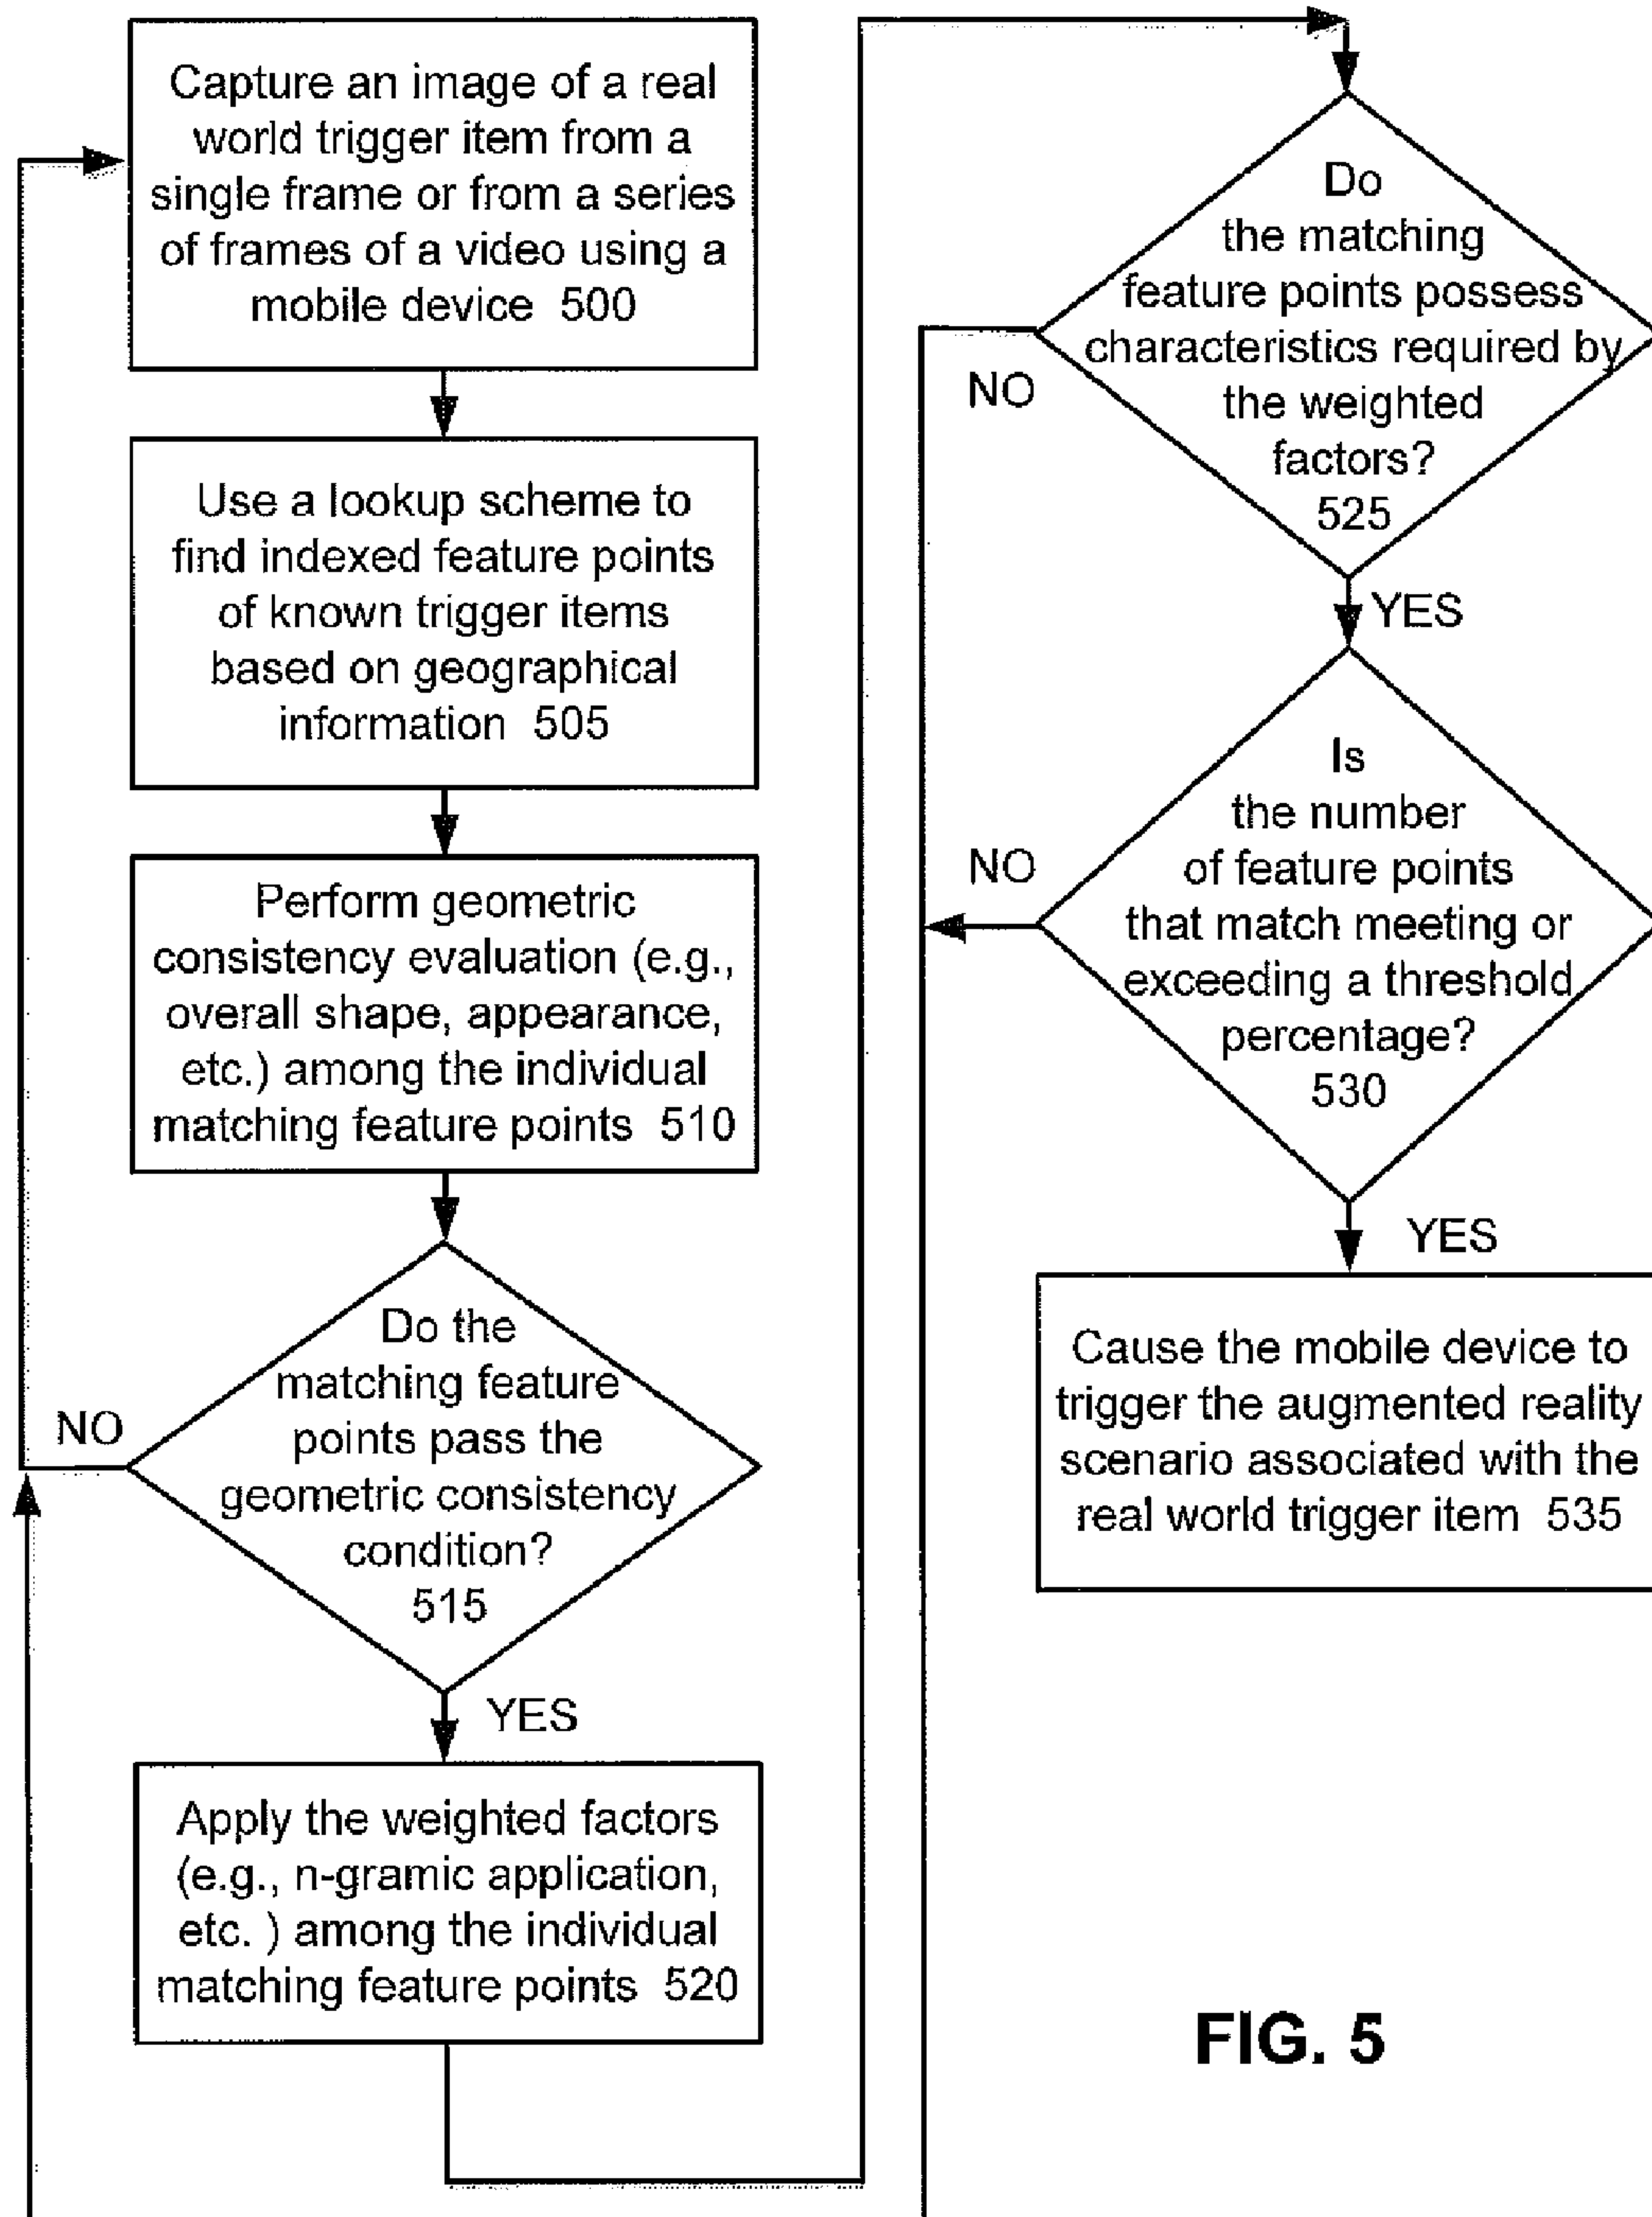 Capture an image of a real
world trigger item from a
single frame or from a series
of frames of a video using a
mobile device 500
Use a lookup scheme to
find indexed feature points
of known trigger items
based on geographical
information 505
Perform geometric
consistency evaluation (e.g.,
overall shape, appearance,
etc.) among the individual
matching feature points 510
Do the
matching feature
points pass the
geometric consistency
condition?
515
NO
YES
Apply the weighted factors
(e.g., n-gramic application,
etc. ) among the individual
matching feature points 520
Do
the matching
feature points possess
characteristics required by
the weighted
factors?
525
NO
YES
Is
the number
of feature points
that match meeting or
exceeding a threshold
percentage?
530
NO
YES
Cause the mobile device to
trigger the augmented reality
scenario associated with the
real world trigger item 535
FIG. 5